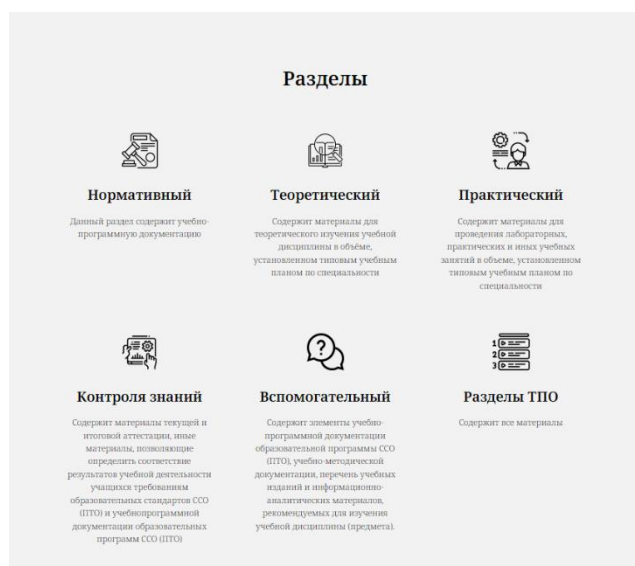 Разделы
Нормативный
Данный раздел содержит учебно-
программную документацию
Теоретический
Содержит материалы для
теоретического изучения учебной
дисциплины в объёме,
установленном типовым учебным
планом по специальности
Практический
Содержит материалы для
проведения лабораторных,
практических и иных учебных
занятий в объеме, установленном
типовым учебным планом по
специальности
Контроля знаний
Содержит материалы текущей и
итоговой аттестации, иные
материалы, позволяющие
определить соответствие
результатов учебной деятельности
учащихся требованиям
образовательных стандартов ССО
(ПТО) и учебнопрограммной
документации образовательных
программ ССО (ПТО)
Вспомогательный
Содержит элементы учебно-
программной документации
образовательной программы ССО
(ПТО), учебно-методической
документации, перечень учебных
изданий и информационно-
аналитических материалов,
рекомендуемых для изучения
учебной дисциплины (предмета).
1
2
3
Разделы ТПО
Содержит все материалы